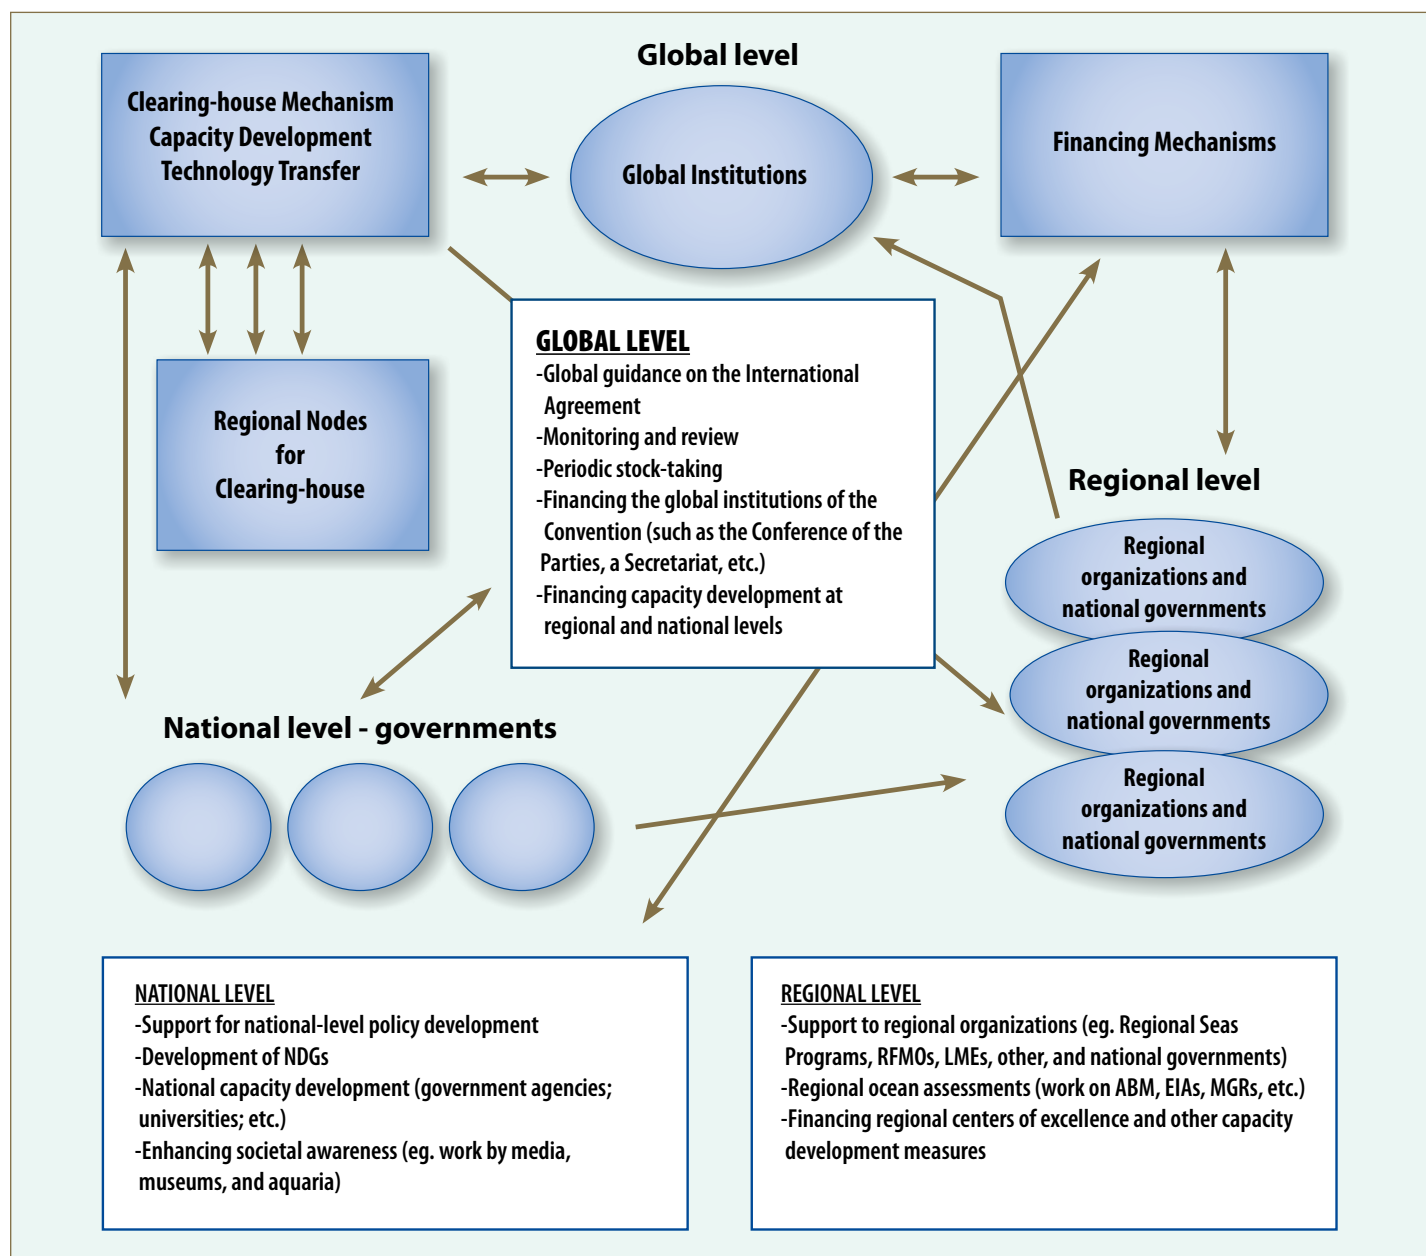 Global level
Clearing-house Mechanism
Capacity Development
Technology Transfer
Global Institutions
Financing Mechanisms
GLOBAL LEVEL
-Global guidance on the International
Agreement
-Monitoring and review
-Periodic stock-taking
-Financing the global institutions of the
Convention (such as the Conference of the
Parties, a Secretariat, etc.)
-Financing capacity development at
regional and national levels
Regional Nodes
for
Clearing-house
Regional level
Regional
organizations and
national governments
Regional
organizations and
national governments
Regional
organizations and
national governments
National level - governments
NATIONAL LEVEL
-Support for national-level policy development
-Development of NDGs
-National capacity development (government agencies;
universities; etc.)
-Enhancing societal awareness (eg. work by media,
museums, and aquaria)
REGIONAL LEVEL
-Support to regional organizations (eg. Regional Seas
Programs, RFMOs, LMEs, other, and national governments)
-Regional ocean assessments (work on ABM, EIAs, MGRs, etc.)
-Financing regional centers of excellence and other capacity
development measures